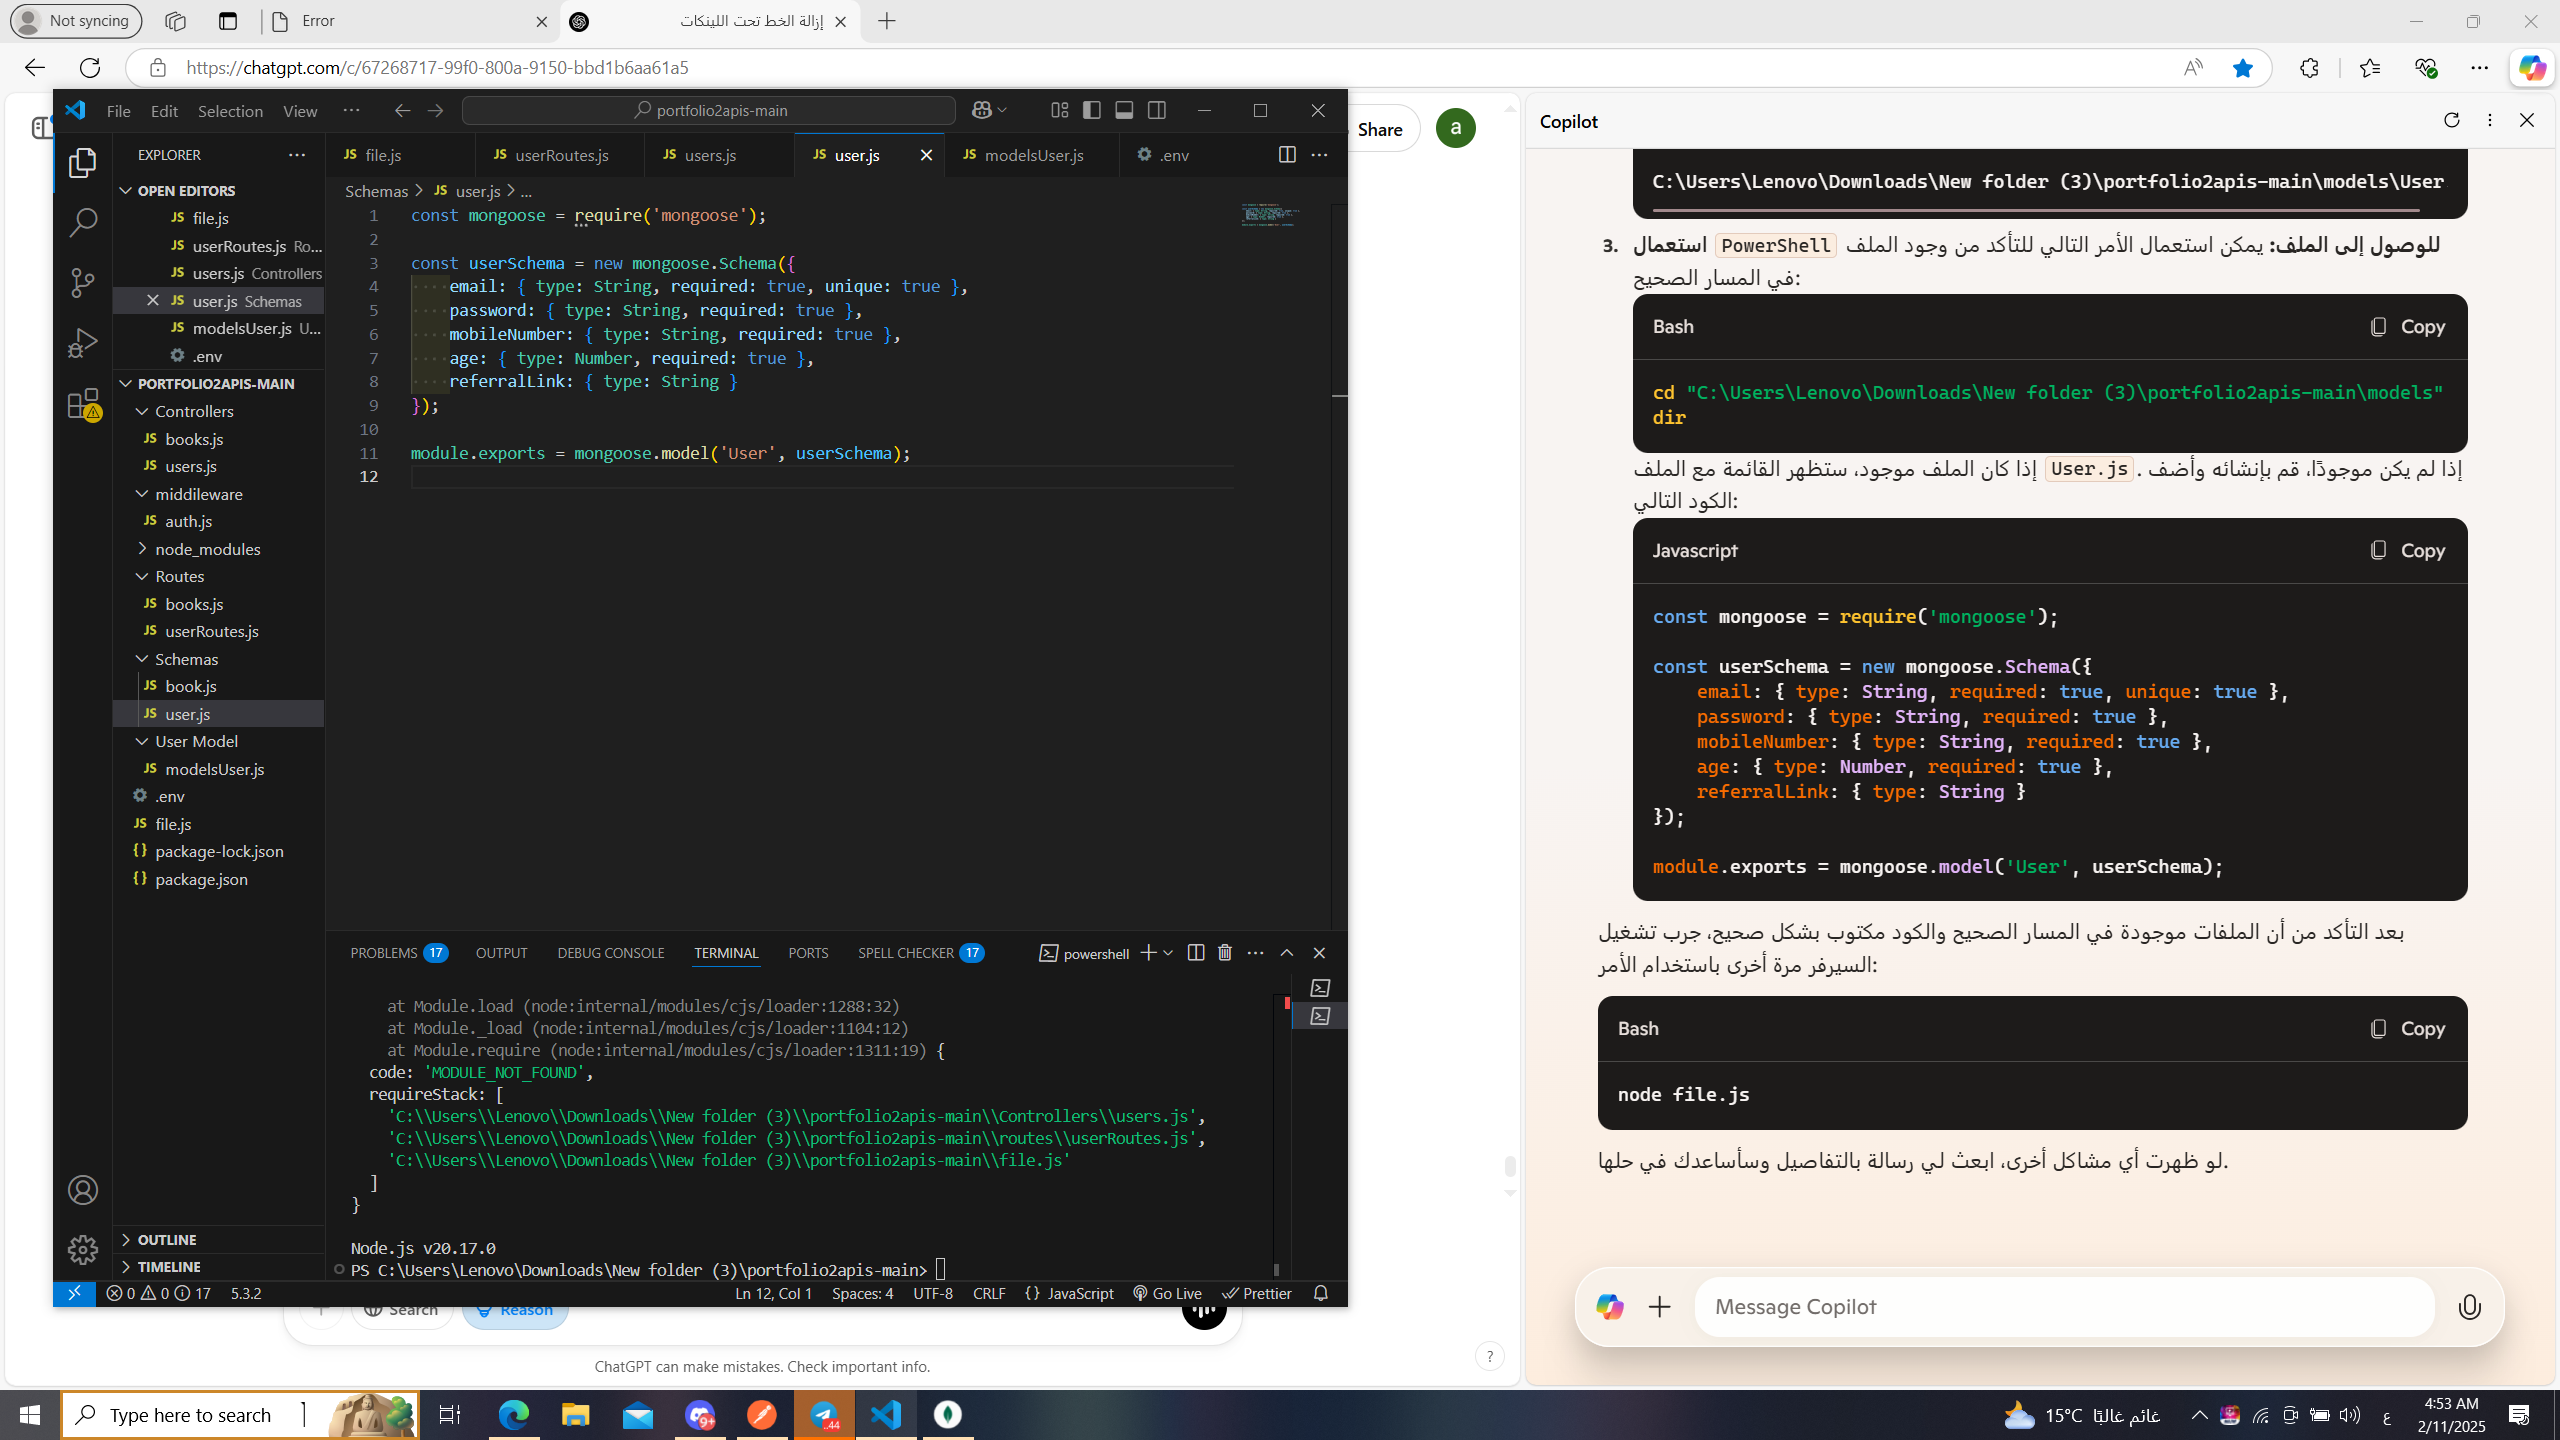 Not syncing
Error
إزالة الخط تحت اللينكات
https://chatgpt.com/c/67268717-99f0-800a-9150-bbd1b6aa61a5
File Edit Selection View ··· portfolio2apis-main
Share
a
EXPLORER
OPEN EDITORS
JS file.js
JS userRoutes.js Ro...
JS users.js Controllers
JS user.js Schemas
JS modelsUser.js U...
.env
PORTFOLIO2APIS-MAIN
Controllers
JS books.js
JS users.js
middleware
JS auth.js
node_modules
Routes
JS books.js
JS userRoutes.js
Schemas
JS book.js
JS user.js
User Model
JS modelsUser.js
.env
JS file.js
{} package-lock.json
{} package.json
OUTLINE
TIMELINE
JS file.js JS userRoutes.js JS users.js JS user.js JS modelsUser.js .env
Schemas > JS user.js > ...
1 const mongoose = require('mongoose');
2
3 const userSchema = new mongoose.Schema({
4 email: { type: String, required: true, unique: true },
5 password: { type: String, required: true },
6 mobileNumber: { type: String, required: true },
7 age: { type: Number, required: true },
8 referralLink: { type: String }
9 });
10
11 module.exports = mongoose.model('User', userSchema);
12
PROBLEMS 17 OUTPUT DEBUG CONSOLE TERMINAL PORTS SPELL CHECKER 17 powershell
at Module.load (node:internal/modules/cjs/loader:1288:32)
at Module._load (node:internal/modules/cjs/loader:1104:12)
at Module.require (node:internal/modules/cjs/loader:1311:19) {
code: 'MODULE_NOT_FOUND',
requireStack: [
'C:\\Users\\Lenovo\\Downloads\\New folder (3)\\portfolio2apis-main\\Controllers\\users.js',
'C:\\Users\\Lenovo\\Downloads\\New folder (3)\\portfolio2apis-main\\routes\\userRoutes.js',
'C:\\Users\\Lenovo\\Downloads\\New folder (3)\\portfolio2apis-main\\file.js'
]
}
Node.js v20.17.0
PS C:\Users\Lenovo\Downloads\New folder (3)\portfolio2apis-main>
0 0 17 5.3.2 Ln 12, Col 1 Spaces: 4 UTF-8 CRLF {} JavaScript Go Live Prettier
Search Reason
ChatGPT can make mistakes. Check important info.
?
Copilot
C:\Users\Lenovo\Downloads\New folder (3)\portfolio2apis-main\models\User
3. استعمال PowerShell للوصول إلى الملف: يمكن استعمال الأمر التالي للتأكد من وجود الملف
في المسار الصحيح:
Bash Copy
cd "C:\Users\Lenovo\Downloads\New folder (3)\portfolio2apis-main\models"
dir
إذا كان الملف موجود، ستظهر القائمة مع الملف User.js. إذا لم يكن موجودًا، قم بإنشائه وأضف
الكود التالي:
Javascript Copy
const mongoose = require('mongoose');
const userSchema = new mongoose.Schema({
email: { type: String, required: true, unique: true },
password: { type: String, required: true },
mobileNumber: { type: String, required: true },
age: { type: Number, required: true },
referralLink: { type: String }
});
module.exports = mongoose.model('User', userSchema);
بعد التأكد من أن الملفات موجودة في المسار الصحيح والكود مكتوب بشكل صحيح، جرب تشغيل
السيرفر مرة أخرى باستخدام الأمر:
Bash Copy
node file.js
لو ظهرت أي مشاكل أخرى، ابعث لي رسالة بالتفاصيل وسأساعدك في حلها.
Message Copilot
Type here to search
9+
44
15°C غائم غالبًا
ع
4:53 AM
2/11/2025